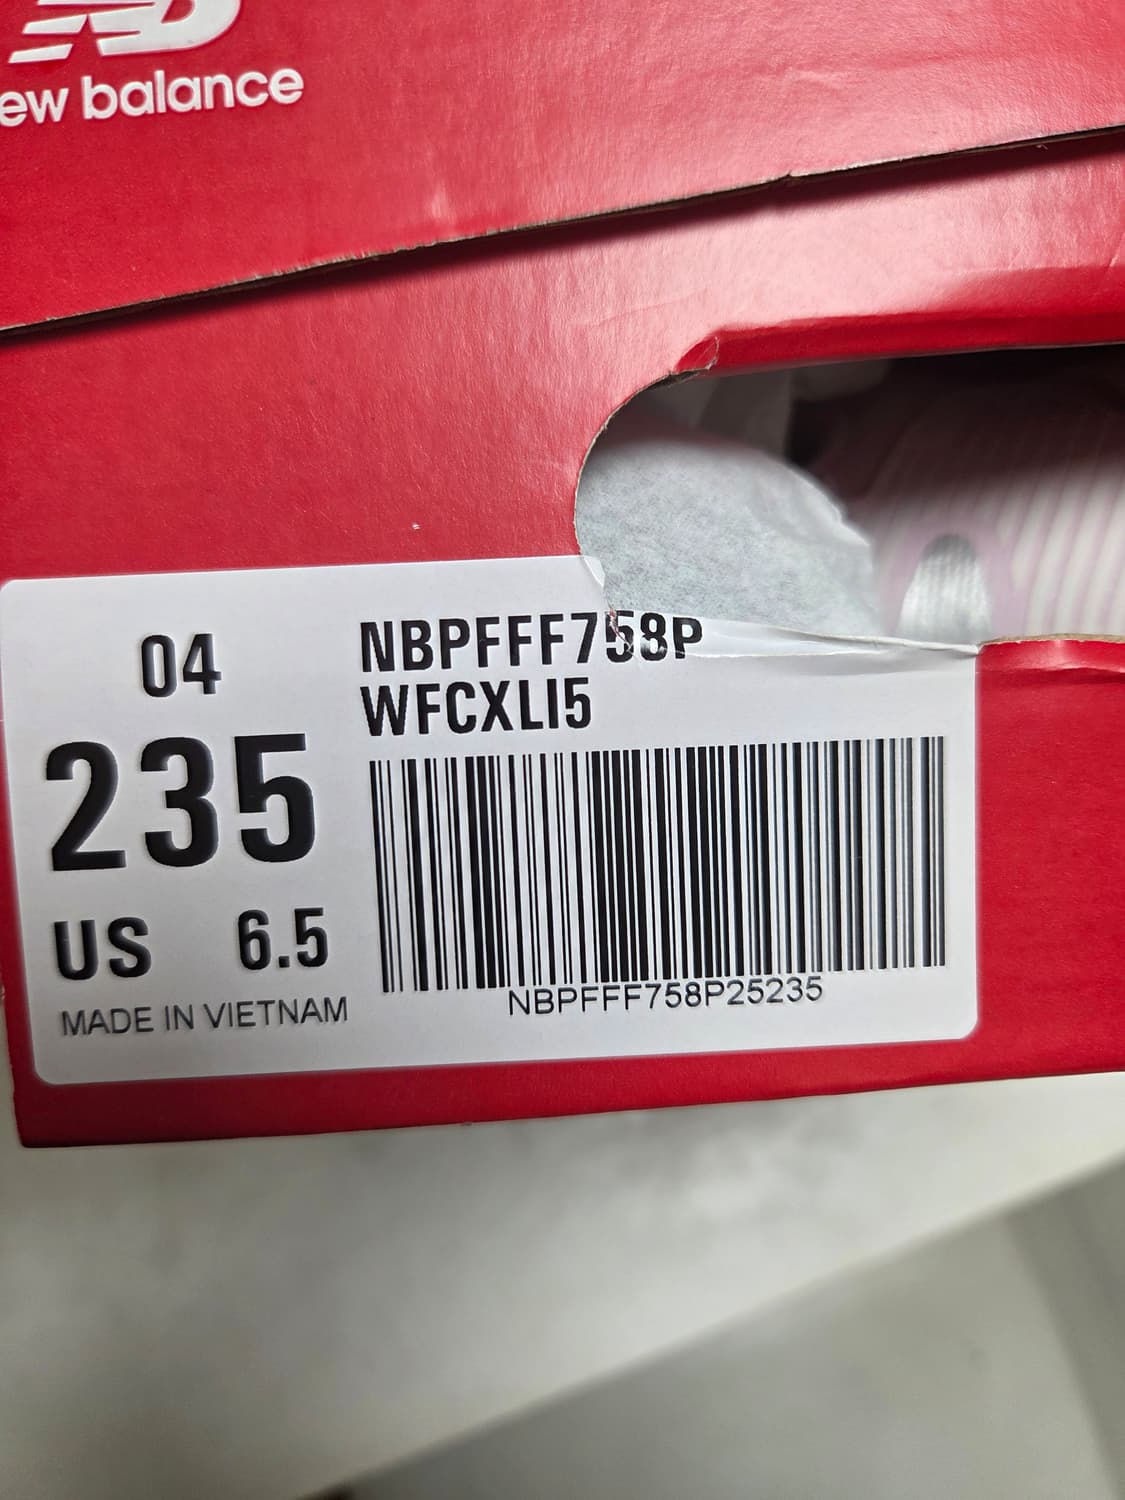 ew balance
04
NBPFFF758P
WFCXLI5
235
US 6.5
MADE IN VIETNAM
NBPFFF758P25235